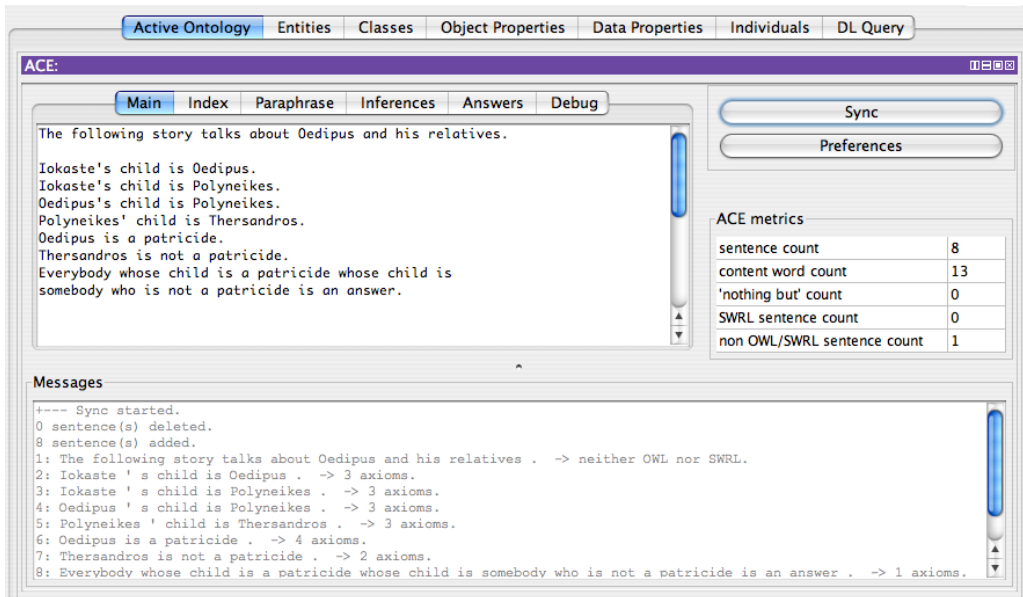 Active Ontology Entities Classes Object Properties Data Properties Individuals DL Query
ACE:
Main Index Paraphrase Inferences Answers Debug
The following story talks about Oedipus and his relatives.
Iokaste's child is Oedipus.
Iokaste's child is Polyneikes.
Oedipus's child is Polyneikes.
Polyneikes' child is Thersandros.
Oedipus is a patricide.
Thersandros is not a patricide.
Everybody whose child is a patricide whose child is
somebody who is not a patricide is an answer.
Sync
Preferences
ACE metrics
sentence count 8
content word count 13
'nothing but' count 0
SWRL sentence count 0
non OWL/SWRL sentence count 1
Messages
+--- Sync started.
0 sentence(s) deleted.
8 sentence(s) added.
1: The following story talks about Oedipus and his relatives . -> neither OWL nor SWRL.
2: Iokaste ' s child is Oedipus . -> 3 axioms.
3: Iokaste ' s child is Polyneikes . -> 3 axioms.
4: Oedipus ' s child is Polyneikes . -> 3 axioms.
5: Polyneikes ' child is Thersandros . -> 3 axioms.
6: Oedipus is a patricide . -> 4 axioms.
7: Thersandros is not a patricide . -> 2 axioms.
8: Everybody whose child is a patricide whose child is somebody who is not a patricide is an answer . -> 1 axioms.